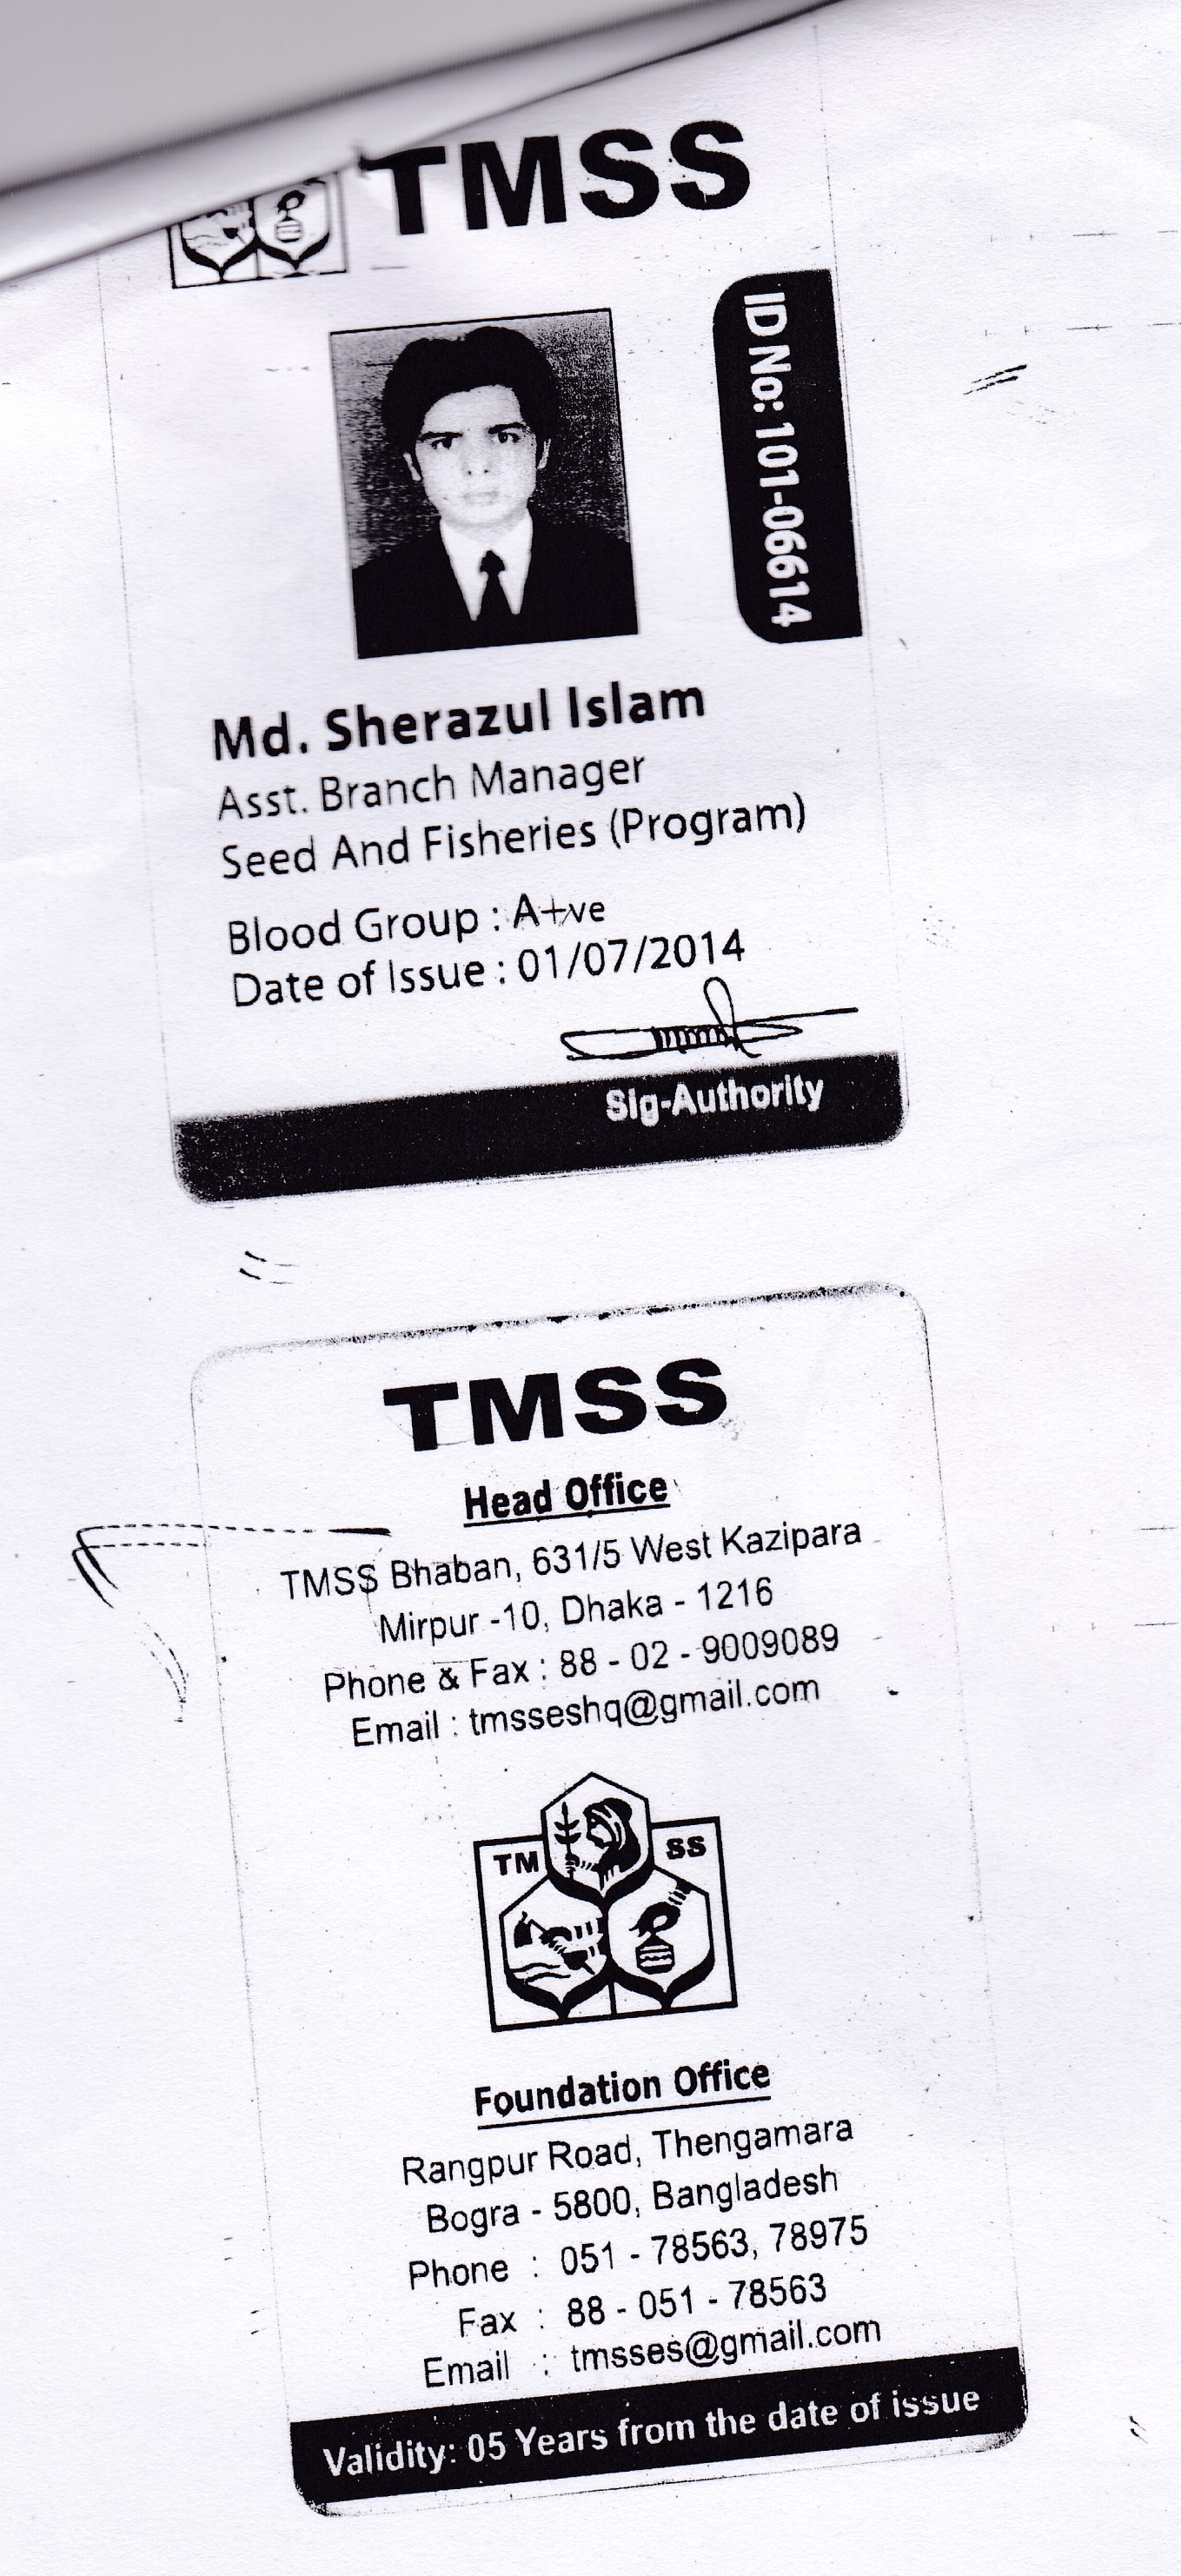 TMSS
ID No: 101-06614
Md. Sherazul Islam
Asst. Branch Manager
Seed And Fisheries (Program)
Blood Group : A+ve
Date of Issue : 01/07/2014
Sig-Authority
TMSS
Head Office
TMSS Bhaban, 631/5 West Kazipara
Mirpur -10, Dhaka - 1216
Phone & Fax : 88 - 02 - 9009089
Email : tmsseshq@gmail.com
TM SS
Foundation Office
Rangpur Road, Thengamara
Bogra - 5800, Bangladesh
Phone : 051 - 78563, 78975
Fax : 88 - 051 - 78563
Email : tmsses@gmail.com
Validity: 05 Years from the date of issue